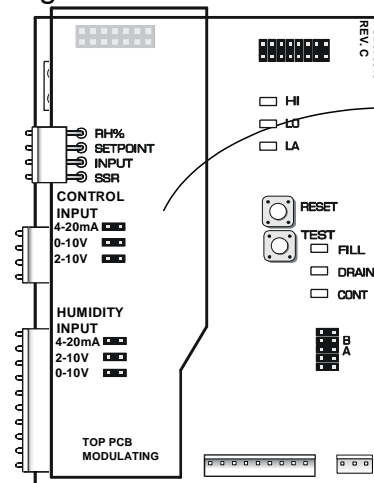 REV. C
HI
LO
LA
RH%
SETPOINT
INPUT
SSR
CONTROL
INPUT
4-20mA
0-10V
2-10V
RESET
TEST
FILL
DRAIN
CONT
HUMIDITY
INPUT
4-20mA
2-10V
0-10V
B
A
TOP PCB
MODULATING